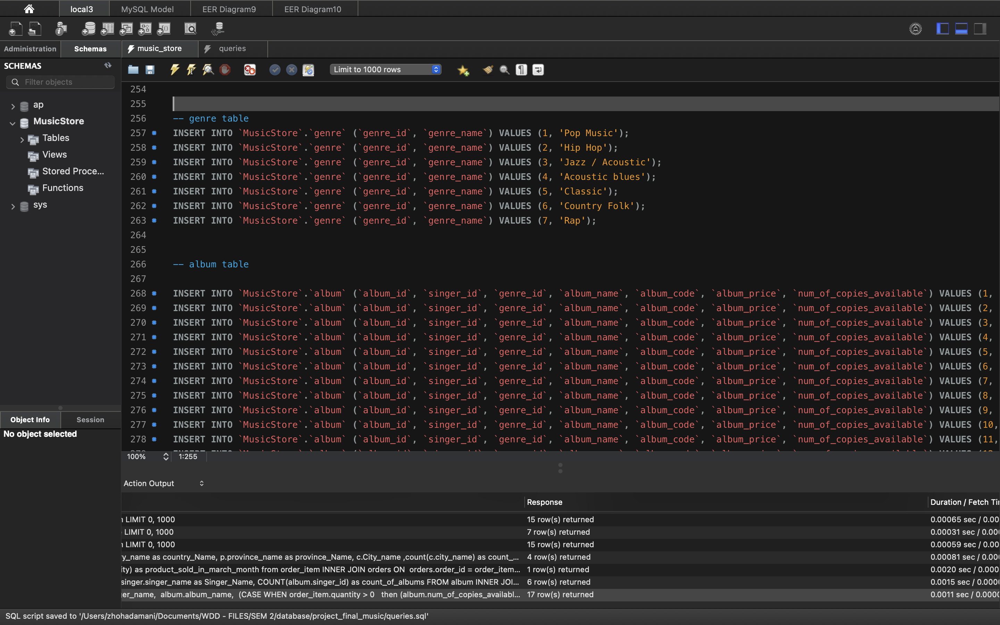 local3 MySQL Model EER Diagram9 EER Diagram10
Administration Schemas music_store queries
SCHEMAS
Limit to 1000 rows
Filter objects
ap
MusicStore
Tables
Views
Stored Proce...
Functions
sys
Object Info Session
No object selected
254
255
256 -- genre table
257 INSERT INTO `MusicStore`.`genre` (`genre_id`, `genre_name`) VALUES (1, 'Pop Music');
258 INSERT INTO `MusicStore`.`genre` (`genre_id`, `genre_name`) VALUES (2, 'Hip Hop');
259 INSERT INTO `MusicStore`.`genre` (`genre_id`, `genre_name`) VALUES (3, 'Jazz / Acoustic');
260 INSERT INTO `MusicStore`.`genre` (`genre_id`, `genre_name`) VALUES (4, 'Acoustic blues');
261 INSERT INTO `MusicStore`.`genre` (`genre_id`, `genre_name`) VALUES (5, 'Classic');
262 INSERT INTO `MusicStore`.`genre` (`genre_id`, `genre_name`) VALUES (6, 'Country Folk');
263 INSERT INTO `MusicStore`.`genre` (`genre_id`, `genre_name`) VALUES (7, 'Rap');
264
265
266 -- album table
267
268 INSERT INTO `MusicStore`.`album` (`album_id`, `singer_id`, `genre_id`, `album_name`, `album_code`, `album_price`, `num_of_copies_available`) VALUES (1,
269 INSERT INTO `MusicStore`.`album` (`album_id`, `singer_id`, `genre_id`, `album_name`, `album_code`, `album_price`, `num_of_copies_available`) VALUES (2,
270 INSERT INTO `MusicStore`.`album` (`album_id`, `singer_id`, `genre_id`, `album_name`, `album_code`, `album_price`, `num_of_copies_available`) VALUES (3,
271 INSERT INTO `MusicStore`.`album` (`album_id`, `singer_id`, `genre_id`, `album_name`, `album_code`, `album_price`, `num_of_copies_available`) VALUES (4,
272 INSERT INTO `MusicStore`.`album` (`album_id`, `singer_id`, `genre_id`, `album_name`, `album_code`, `album_price`, `num_of_copies_available`) VALUES (5,
273 INSERT INTO `MusicStore`.`album` (`album_id`, `singer_id`, `genre_id`, `album_name`, `album_code`, `album_price`, `num_of_copies_available`) VALUES (6,
274 INSERT INTO `MusicStore`.`album` (`album_id`, `singer_id`, `genre_id`, `album_name`, `album_code`, `album_price`, `num_of_copies_available`) VALUES (7,
275 INSERT INTO `MusicStore`.`album` (`album_id`, `singer_id`, `genre_id`, `album_name`, `album_code`, `album_price`, `num_of_copies_available`) VALUES (8,
276 INSERT INTO `MusicStore`.`album` (`album_id`, `singer_id`, `genre_id`, `album_name`, `album_code`, `album_price`, `num_of_copies_available`) VALUES (9,
277 INSERT INTO `MusicStore`.`album` (`album_id`, `singer_id`, `genre_id`, `album_name`, `album_code`, `album_price`, `num_of_copies_available`) VALUES (10,
278 INSERT INTO `MusicStore`.`album` (`album_id`, `singer_id`, `genre_id`, `album_name`, `album_code`, `album_price`, `num_of_copies_available`) VALUES (11,
100% 1:255
Action Output
Response Duration / Fetch Ti
LIMIT 0, 1000 15 row(s) returned 0.00065 sec / 0.00
LIMIT 0, 1000 7 row(s) returned 0.00031 sec / 0.00
LIMIT 0, 1000 15 row(s) returned 0.00059 sec / 0.00
ry_name as country_Name, p.province_name as province_Name, c.City_name ,count(c.city_name) as count_... 4 row(s) returned 0.00081 sec / 0.00
ity) as product_sold_in_march_month from order_item INNER JOIN orders ON orders.order_id = order_item... 1 row(s) returned 0.0020 sec / 0.000
singer.singer_name as Singer_Name, COUNT(album.singer_id) as count_of_albums FROM album INNER JOI... 6 row(s) returned 0.0015 sec / 0.000
er_name, album.album_name, (CASE WHEN order_item.quantity > 0 then (album.num_of_copies_availabl... 17 row(s) returned 0.0011 sec / 0.000
SQL script saved to '/Users/zhohadamani/Documents/WDD - FILES/SEM 2/database/project_final_music/queries.sql'